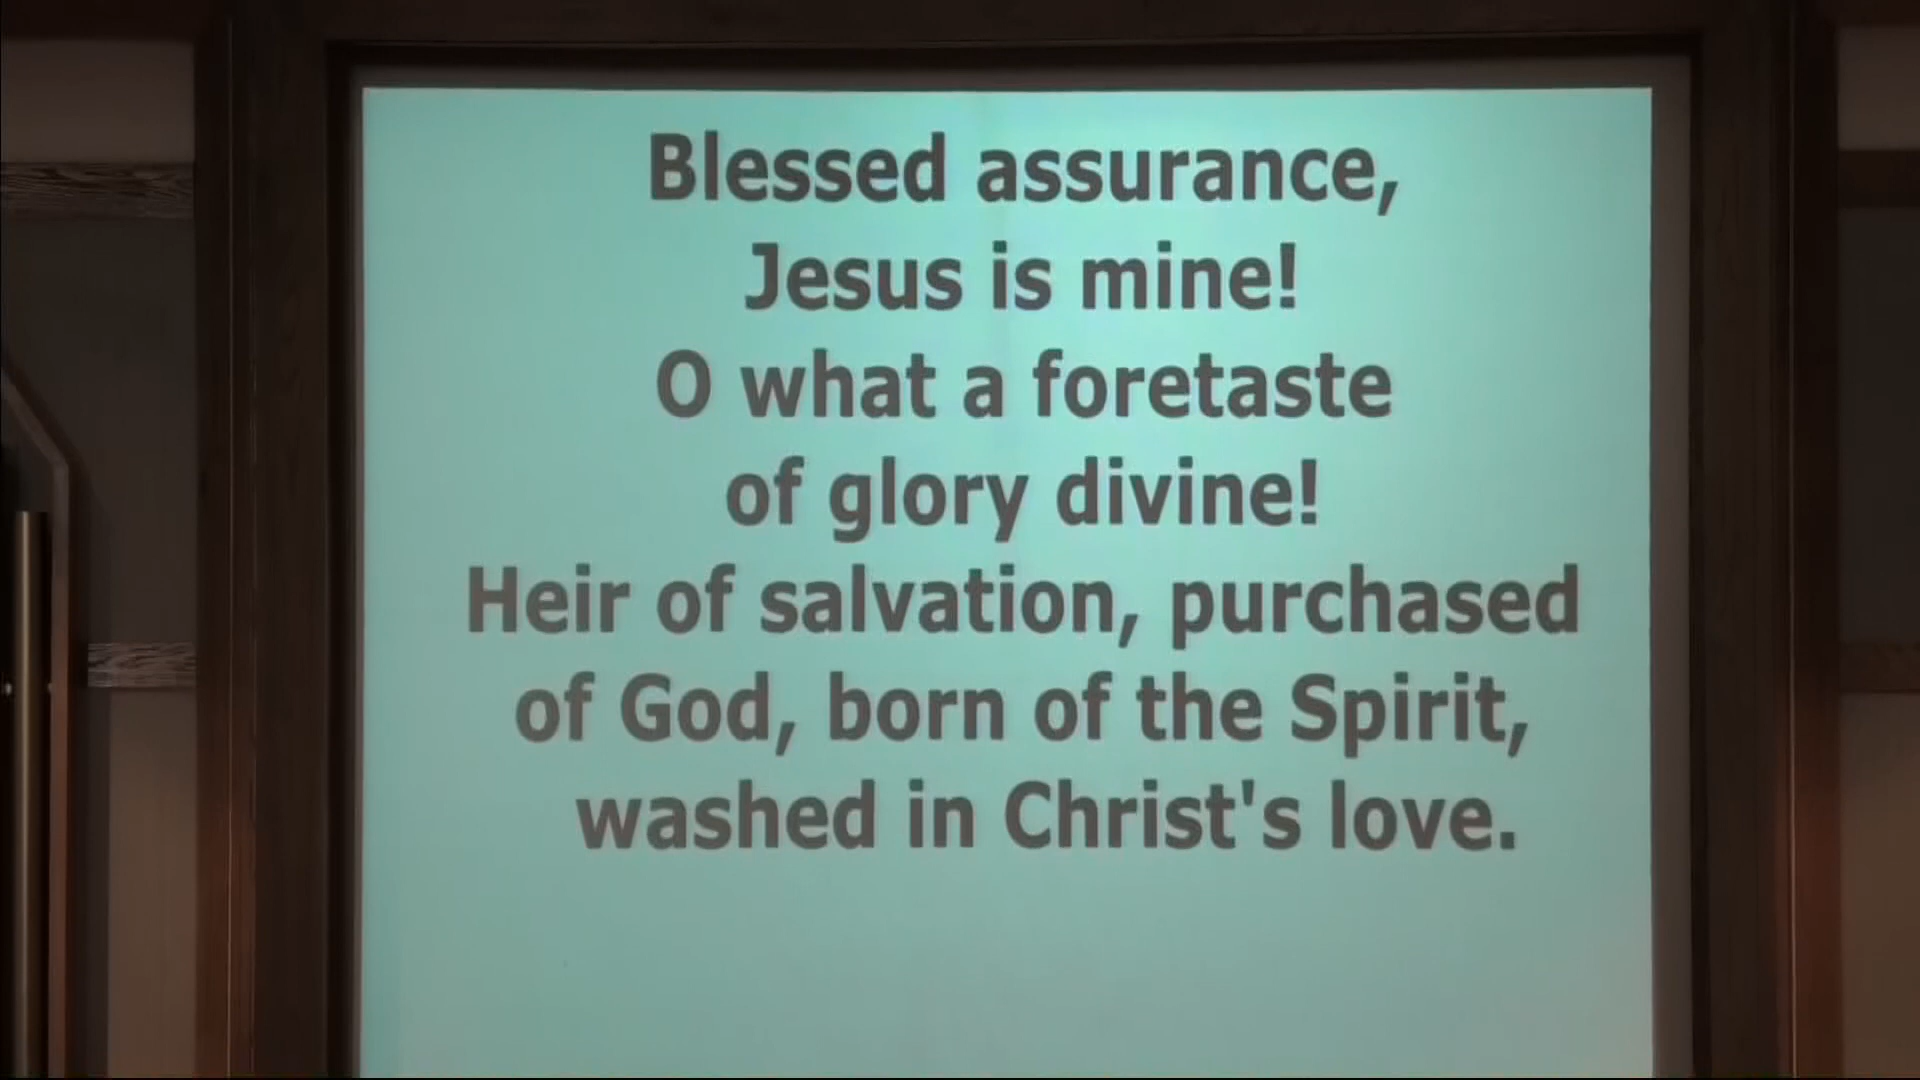 Blessed assurance,
Jesus is mine!
O what a foretaste
of glory divine!
Heir of salvation, purchased
of God, born of the Spirit,
washed in Christ's love.